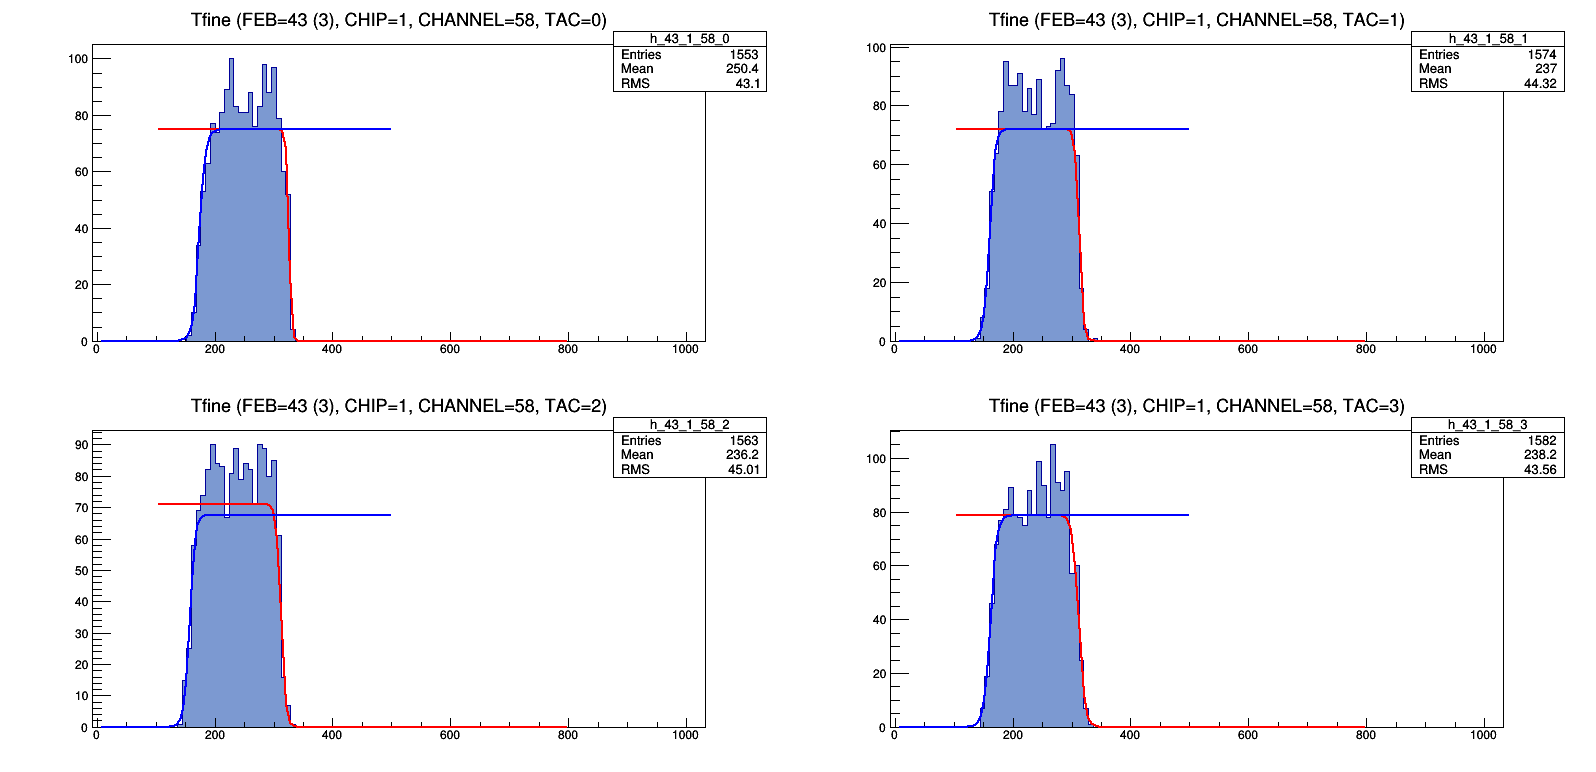 Tfine (FEB=43 (3), CHIP=1, CHANNEL=58, TAC=0)
h_43_1_58_0
Entries 1553
Mean 250.4
RMS 43.1
100
80
60
40
20
0
0 200 400 600 800 1000
Tfine (FEB=43 (3), CHIP=1, CHANNEL=58, TAC=1)
h_43_1_58_1
Entries 1574
Mean 237
RMS 44.32
100
80
60
40
20
0
0 200 400 600 800 1000
Tfine (FEB=43 (3), CHIP=1, CHANNEL=58, TAC=2)
h_43_1_58_2
Entries 1563
Mean 236.2
RMS 45.01
90
80
70
60
50
40
30
20
10
0
0 200 400 600 800 1000
Tfine (FEB=43 (3), CHIP=1, CHANNEL=58, TAC=3)
h_43_1_58_3
Entries 1582
Mean 238.2
RMS 43.56
100
80
60
40
20
0
0 200 400 600 800 1000